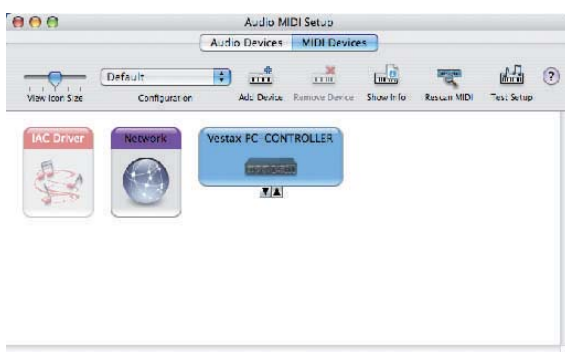 Audio MIDI Setup
Audio Devices MIDI Devices
Default
View Icon Size Configuration Add Device Remove Device Show Info Rescan MIDI Test Setup ?
IAC Driver Network Vestax PC-CONTROLLER